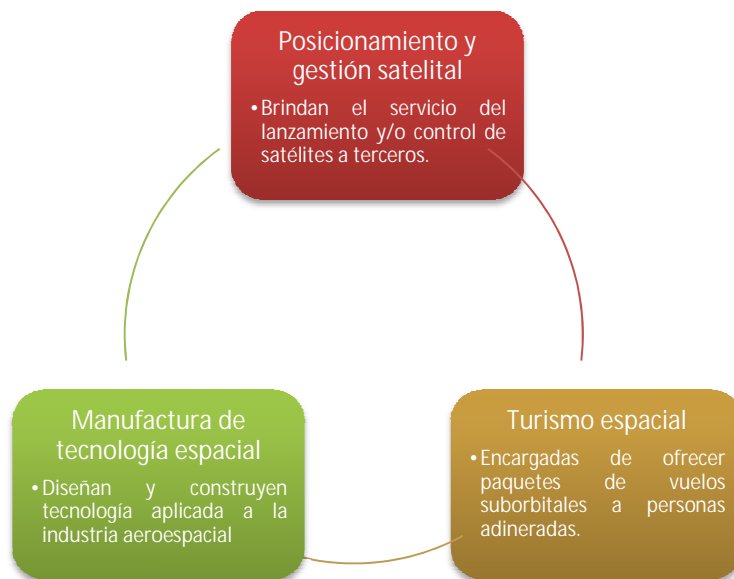 Posicionamiento y
gestión satelital
• Brindan el servicio del
lanzamiento y/o control de
satélites a terceros.
Manufactura de
tecnología espacial
• Diseñan y construyen
tecnología aplicada a la
industria aeroespacial
Turismo espacial
• Encargadas de ofrecer
paquetes de vuelos
suborbitales a personas
adineradas.